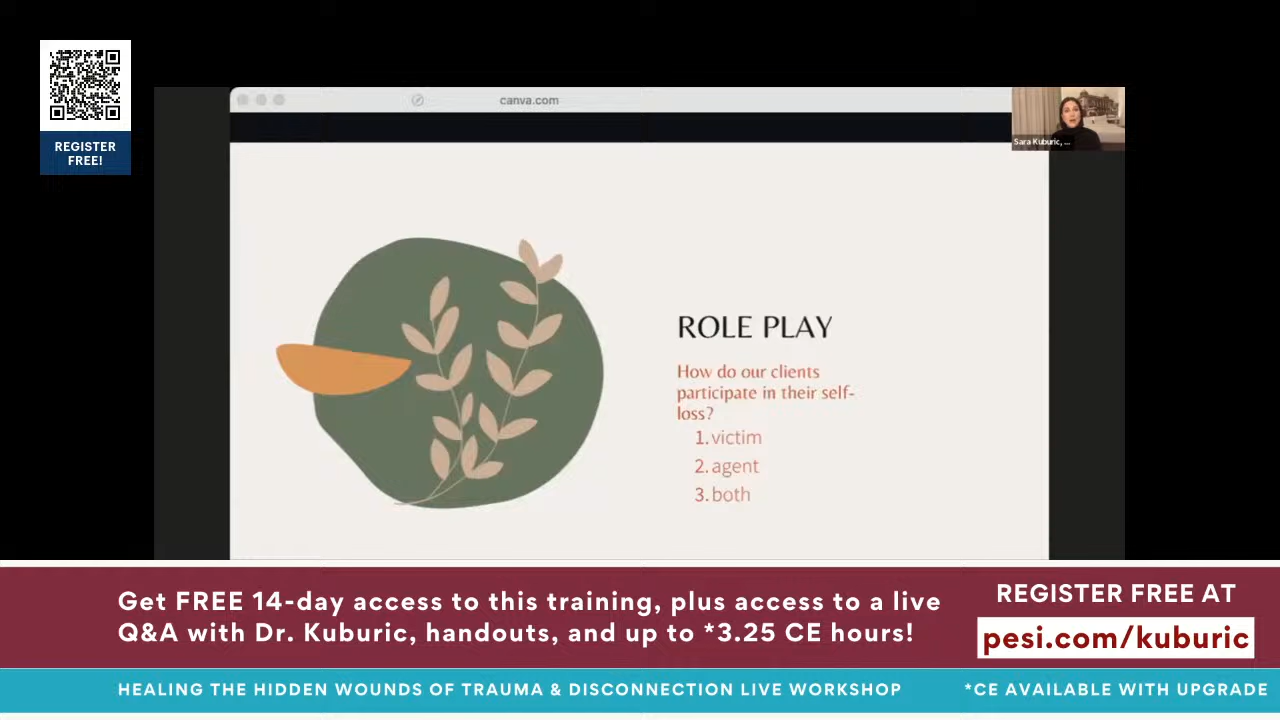 REGISTER
FREE!
canva.com
Sara Kuburic, ...
ROLE PLAY
How do our clients
participate in their self-
loss?
1. victim
2. agent
3. both
Get FREE 14-day access to this training, plus access to a live
Q&A with Dr. Kuburic, handouts, and up to *3.25 CE hours!
REGISTER FREE AT
pesi.com/kuburic
HEALING THE HIDDEN WOUNDS OF TRAUMA & DISCONNECTION LIVE WORKSHOP
*CE AVAILABLE WITH UPGRADE